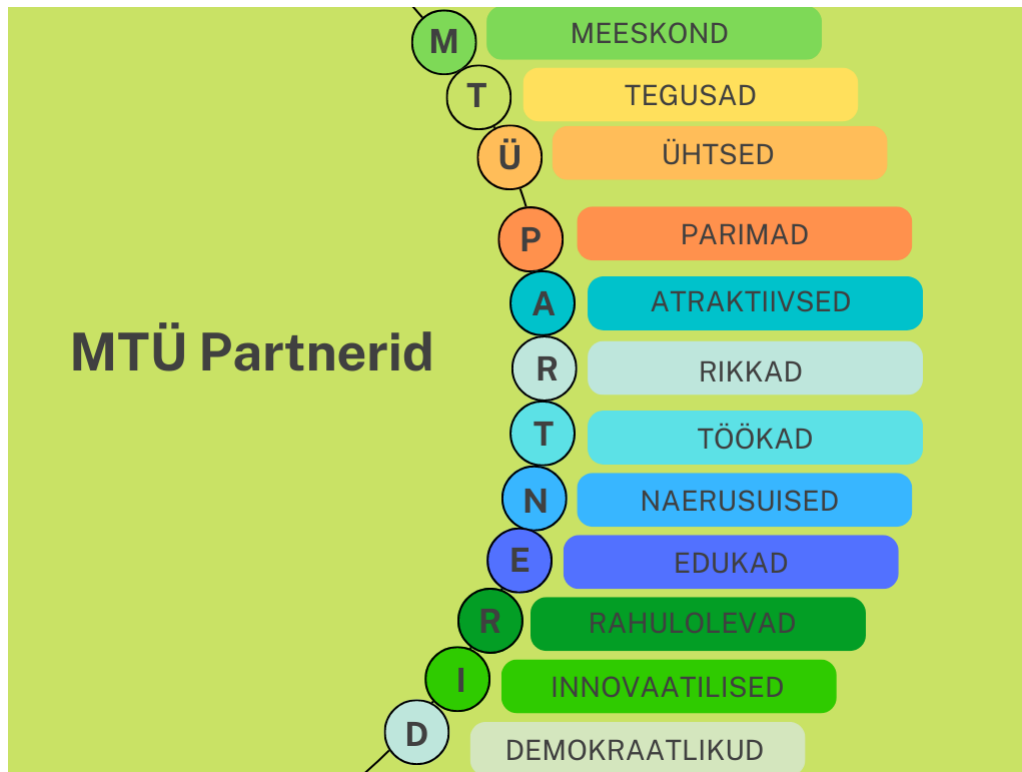 MTÜ Partnerid
M MEESKOND
T TEGUSAD
Ü ÜHTSED
P PARIMAD
A ATRAKTIIVSED
R RIKKAD
T TÖÖKAD
N NAERUSUISED
E EDUKAD
R RAHULOLEVAD
I INNOVAATILISED
D DEMOKRAATLIKUD